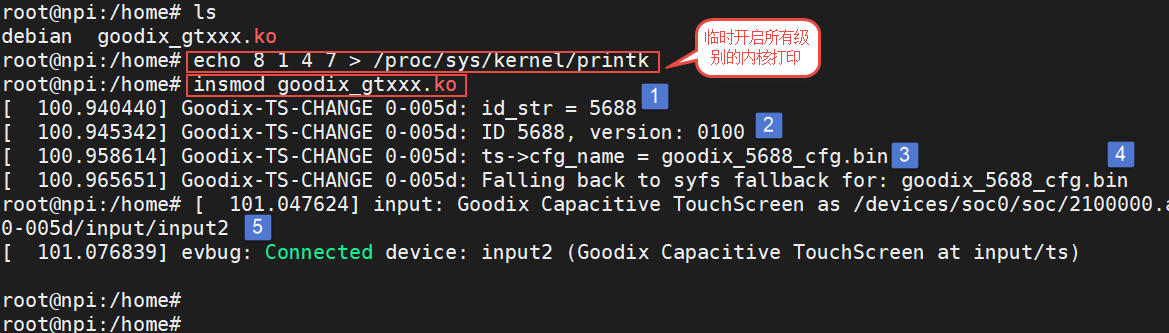 root@npi:/home# ls
debian  goodix_gtxxx.ko
root@npi:/home# echo 8 1 4 7 > /proc/sys/kernel/printk
临时开启所有级
别的内核打印
root@npi:/home# insmod goodix_gtxxx.ko
[  100.940440] Goodix-TS-CHANGE 0-005d: id_str = 5688 1
[  100.945342] Goodix-TS-CHANGE 0-005d: ID 5688, version: 0100 2
[  100.958614] Goodix-TS-CHANGE 0-005d: ts->cfg_name = goodix_5688_cfg.bin 3 4
[  100.965651] Goodix-TS-CHANGE 0-005d: Falling back to syfs fallback for: goodix_5688_cfg.bin
root@npi:/home# [  101.047624] input: Goodix Capacitive TouchScreen as /devices/soc0/soc/2100000.a
0-005d/input/input2 5
[  101.076839] evbug: Connected device: input2 (Goodix Capacitive TouchScreen at input/ts)
root@npi:/home#
root@npi:/home#